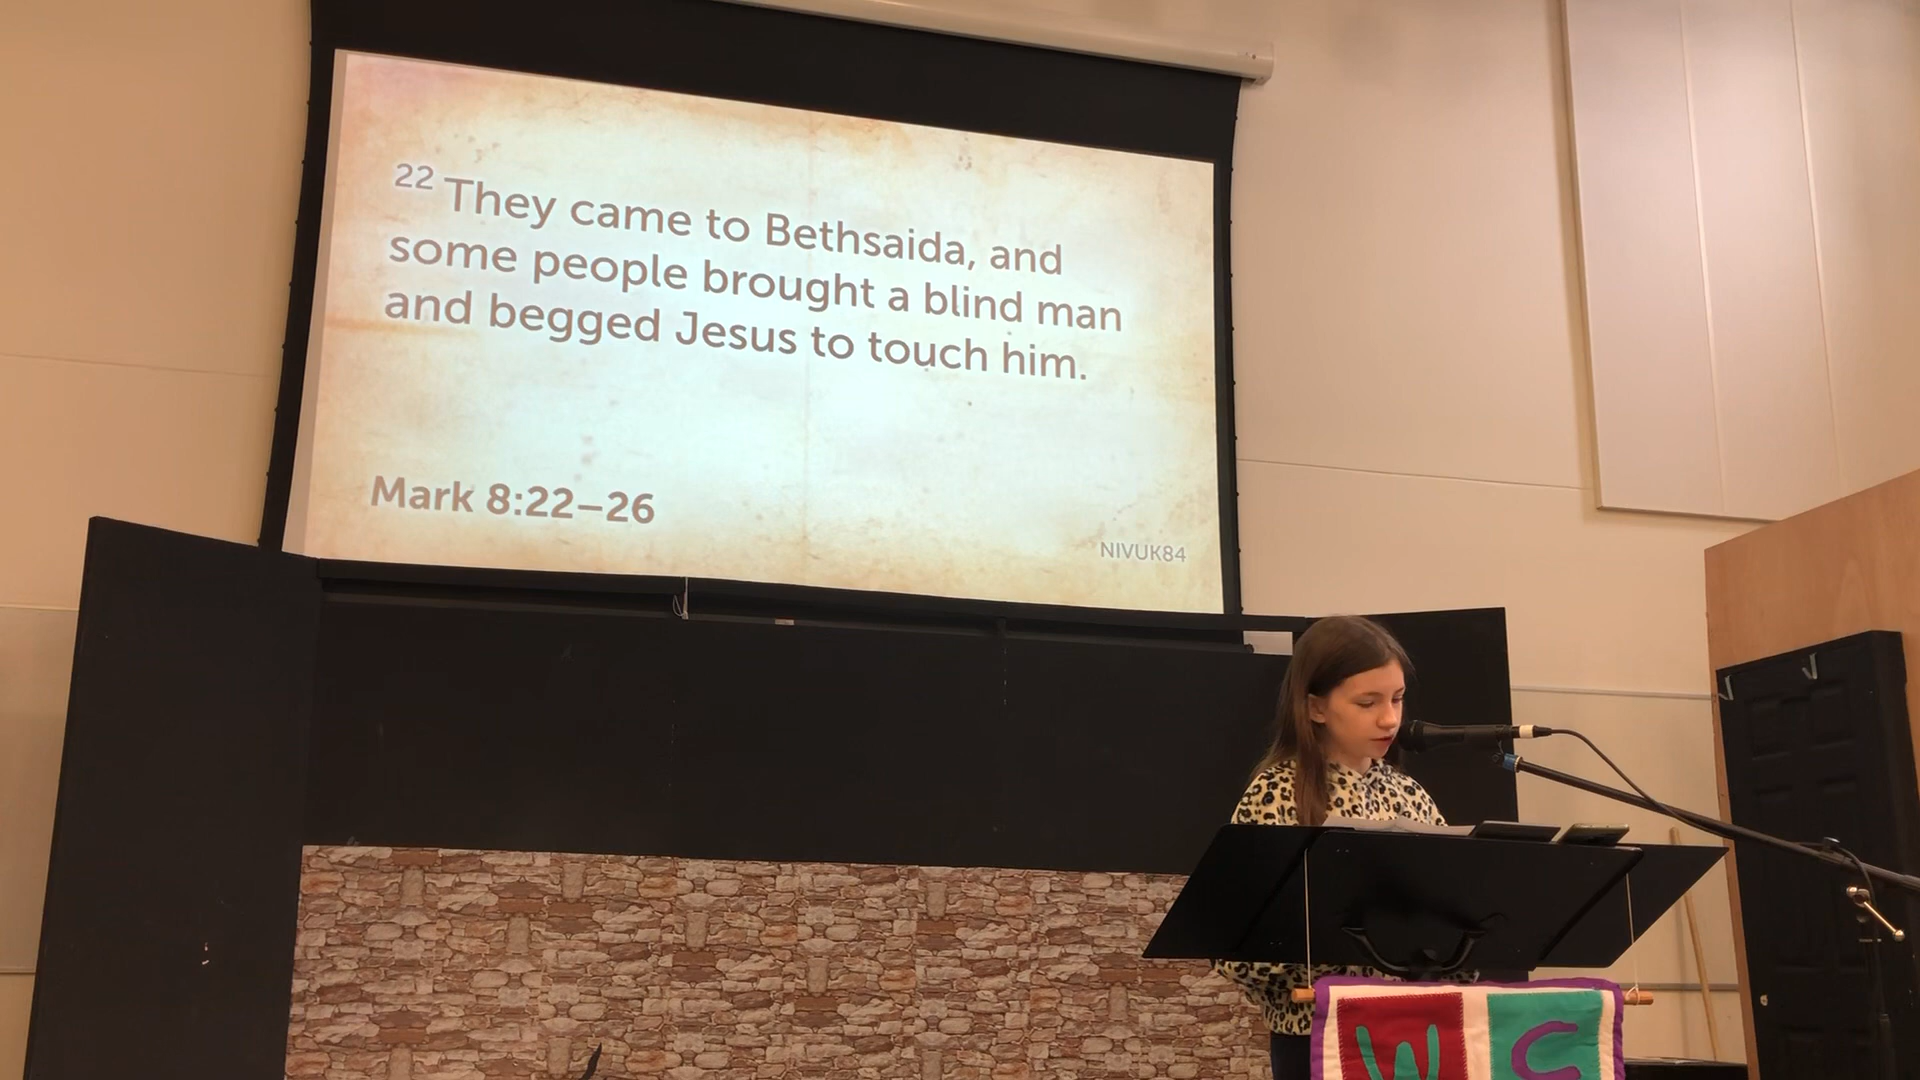 22 They came to Bethsaida, and
some people brought a blind man
and begged Jesus to touch him.
Mark 8:22–26
NIVUK84
W C